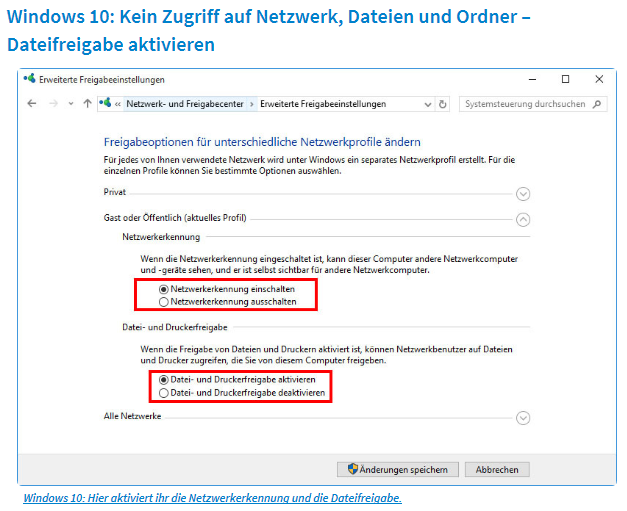 Windows 10: Kein Zugriff auf Netzwerk, Dateien und Ordner –
Dateifreigabe aktivieren
Erweiterte Freigabeeinstellungen
« Netzwerk- und Freigabecenter › Erweiterte Freigabeeinstellungen
Systemsteuerung durchsuchen
Freigabeoptionen für unterschiedliche Netzwerkprofile ändern
Für jedes von Ihnen verwendete Netzwerk wird unter Windows ein separates Netzwerkprofil erstellt. Für die
einzelnen Profile können Sie bestimmte Optionen auswählen.
Privat
Gast oder Öffentlich (aktuelles Profil)
Netzwerkerkennung
Wenn die Netzwerkerkennung eingeschaltet ist, kann dieser Computer andere Netzwerkcomputer
und -geräte sehen, und er ist selbst sichtbar für andere Netzwerkcomputer.
Netzwerkerkennung einschalten
Netzwerkerkennung ausschalten
Datei- und Druckerfreigabe
Wenn die Freigabe von Dateien und Druckern aktiviert ist, können Netzwerkbenutzer auf Dateien
und Drucker zugreifen, die Sie von diesem Computer freigeben.
Datei- und Druckerfreigabe aktivieren
Datei- und Druckerfreigabe deaktivieren
Alle Netzwerke
Änderungen speichern
Abbrechen
Windows 10: Hier aktiviert ihr die Netzwerkerkennung und die Dateifreigabe.